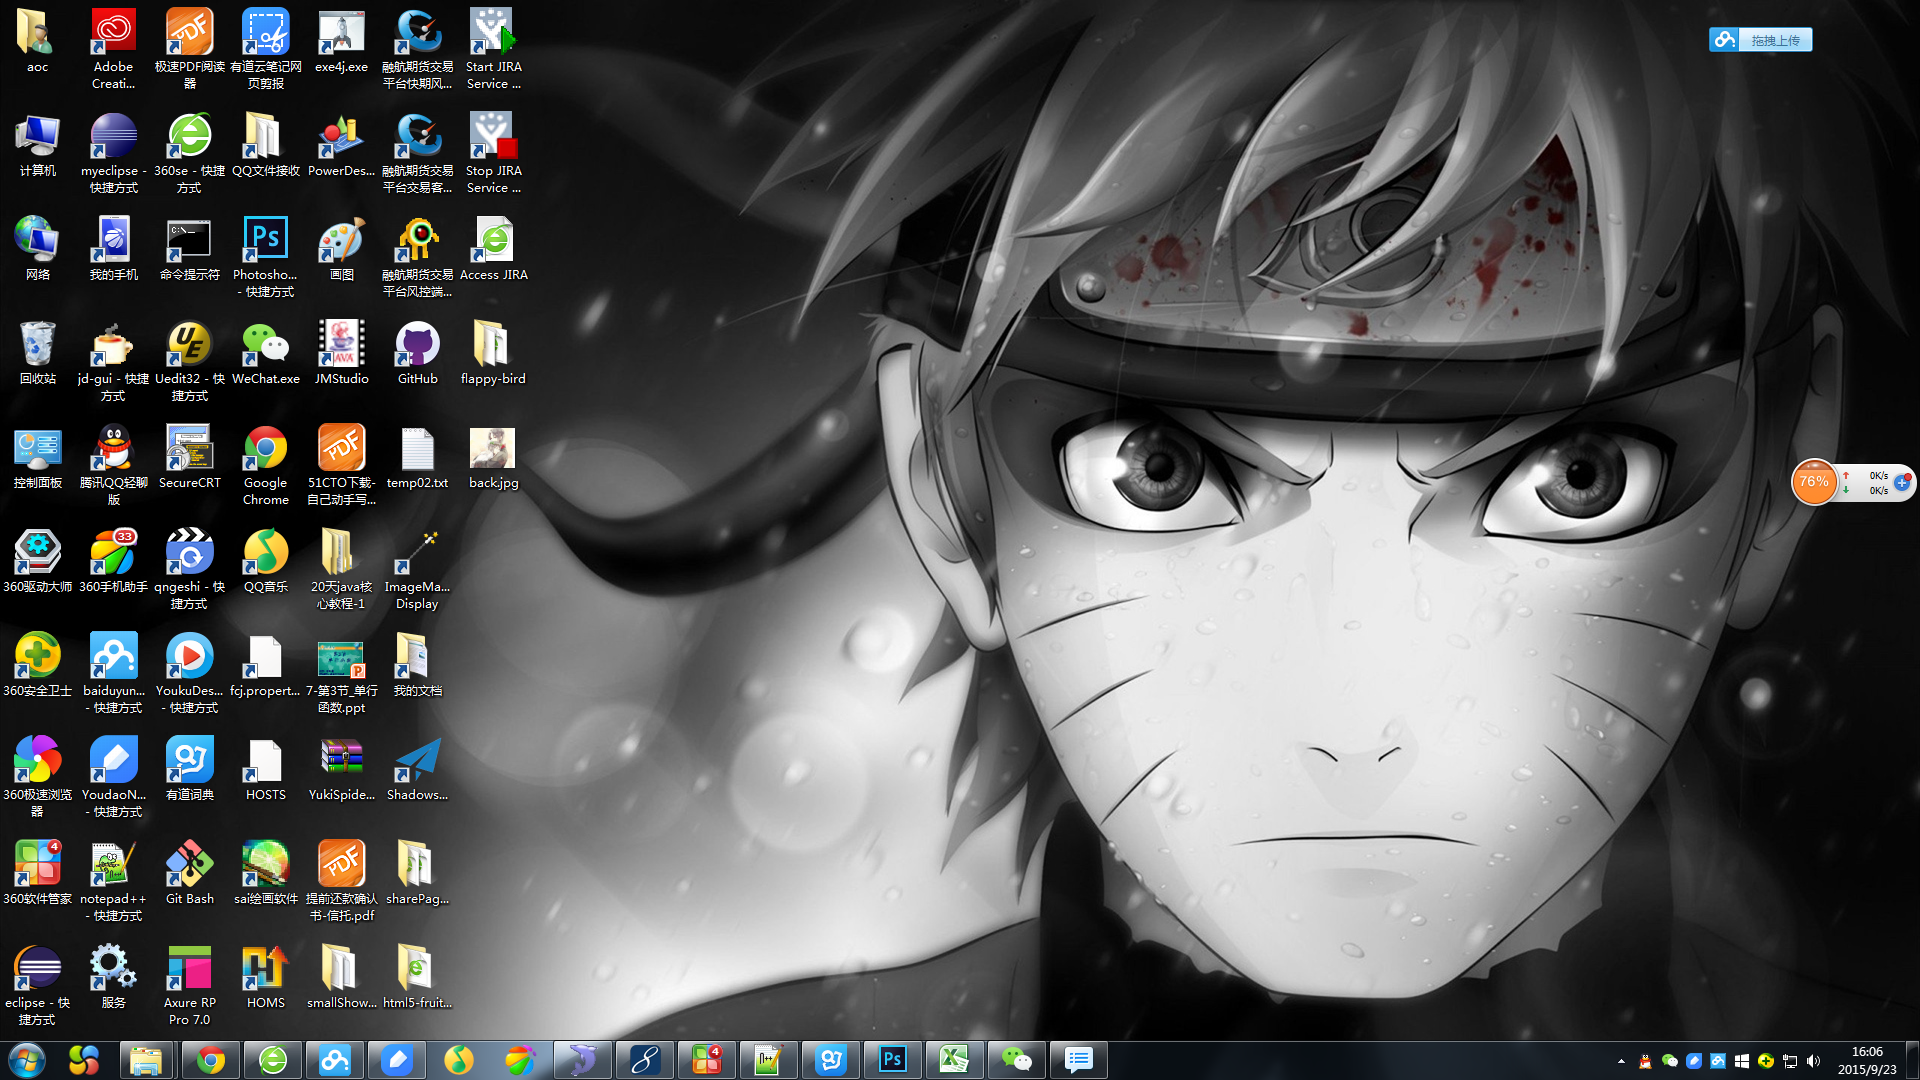 aoc
Adobe
Creati...
极速PDF阅读
器
有道云笔记网
页剪报
exe4j.exe
融航期货交易
平台快期风...
Start JIRA
Service ...
拖拽上传
计算机
myeclipse -
快捷方式
360se - 快捷
方式
QQ文件接收
PowerDes...
融航期货交易
平台交易客...
Stop JIRA
Service ...
网络
我的手机
命令提示符
Photosho...
- 快捷方式
画图
融航期货交易
平台风控端...
Access JIRA
回收站
jd-gui - 快捷
方式
Uedit32 - 快
捷方式
WeChat.exe
JMStudio
GitHub
flappy-bird
控制面板
腾讯QQ轻聊
版
SecureCRT
Google
Chrome
51CTO下载-
自己动手写...
temp02.txt
back.jpg
76%
0K/s
0K/s
33
360驱动大师
360手机助手
qngeshi - 快
捷方式
QQ音乐
20天java核
心教程-1
ImageMa...
Display
360安全卫士
baiduyun...
- 快捷方式
YoukuDes...
- 快捷方式
fcj.propert...
7-第3节_单行
函数.ppt
我的文档
360极速浏览
器
YoudaoN...
- 快捷方式
有道词典
HOSTS
YukiSpide...
Shadows...
4
360软件管家
notepad++
- 快捷方式
Git Bash
sai绘画软件
提前还款确认
书-信托.pdf
sharePag...
eclipse - 快
捷方式
服务
Axure RP
Pro 7.0
HOMS
smallShow...
html5-fruit...
4
Ps
16:06
2015/9/23